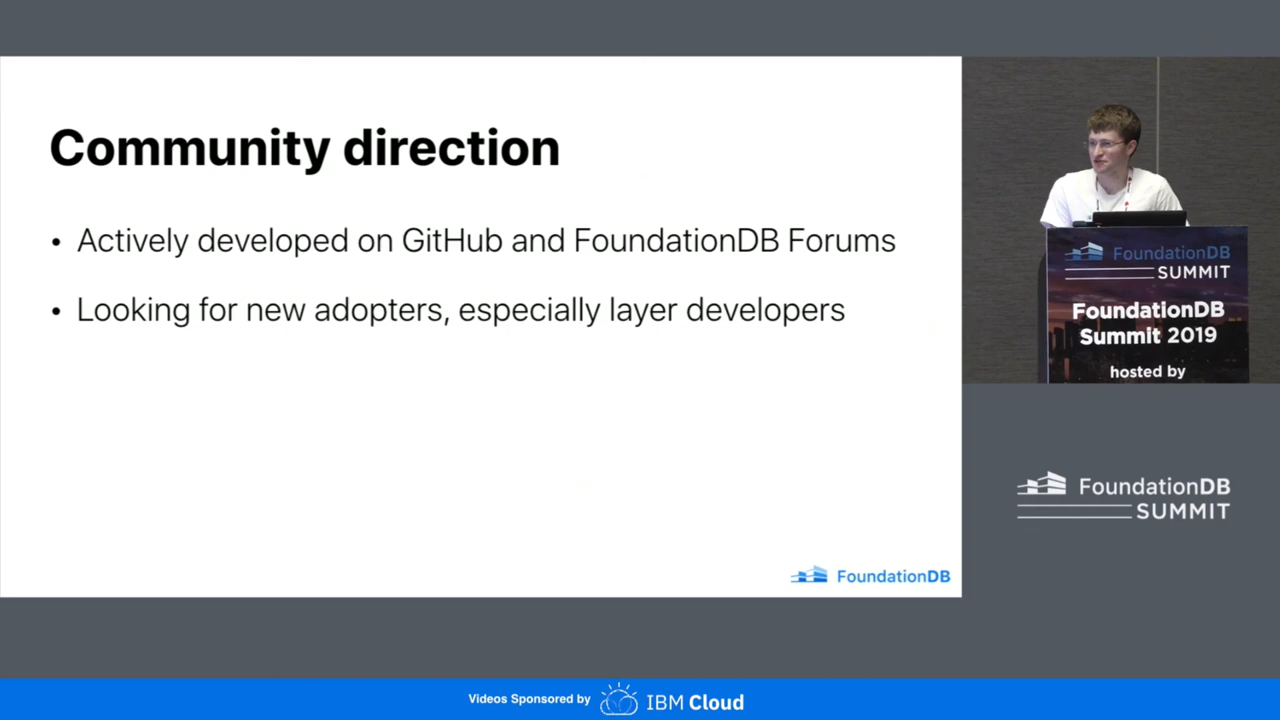 Community direction
• Actively developed on GitHub and FoundationDB Forums
• Looking for new adopters, especially layer developers
FoundationDB
FoundationDB
SUMMIT
FoundationDB
Summit 2019
hosted by
FoundationDB
SUMMIT
Videos Sponsored by IBM Cloud